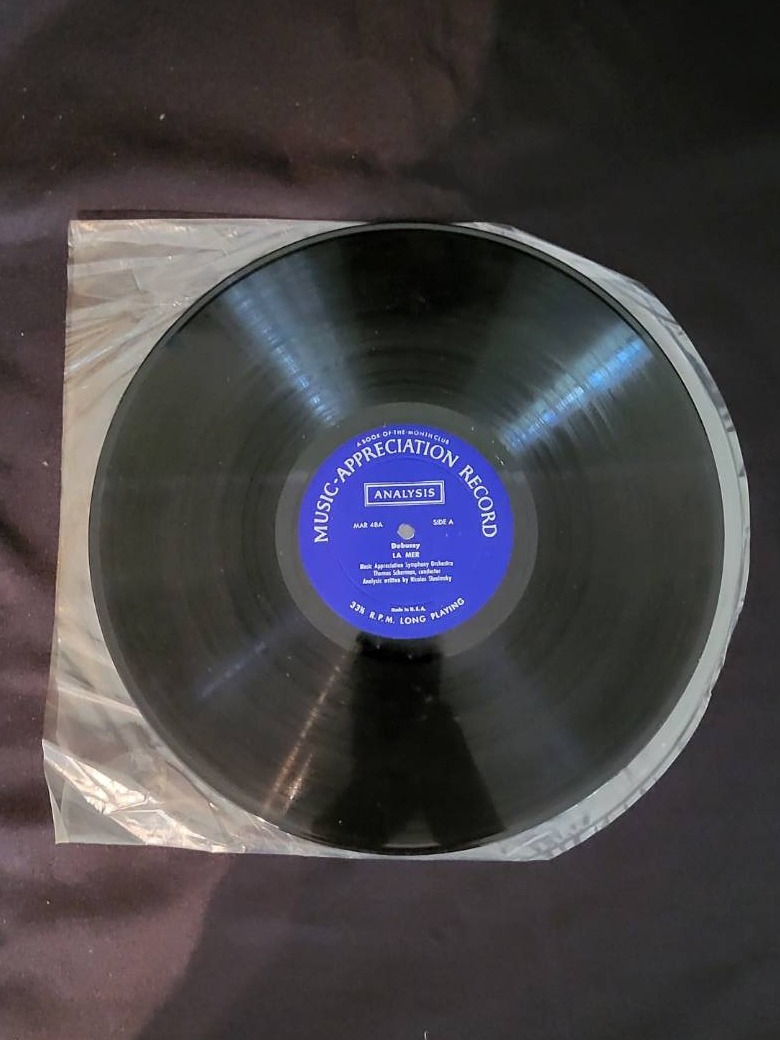 A BOOK-OF-THE-MONTH CLUB
MUSIC-APPRECIATION RECORD
ANALYSIS
MAR 48A SIDE A
Debussy
LA MER
Music Appreciation Symphony Orchestra
Thomas Scherman, conductor
Analysis written by Nicolas Slonimsky
Made in U.S.A.
33⅓ R.P.M. LONG PLAYING